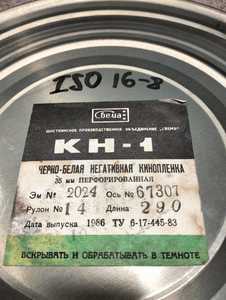 ISO 16-8
Свема
ШОСТКИНСКОЕ ПРОИЗВОДСТВЕННОЕ ОБЪЕДИНЕНИЕ „СВЕМА"
КН-1
ЧЕРНО-БЕЛАЯ НЕГАТИВНАЯ КИНОПЛЕНКА
35 мм ПЕРФОРИРОВАННАЯ
Эм № 2024 Ось № 67307
Рулон № 14 Длина 290
Дата выпуска 1986 ТУ 6-17-445-83
ВСКРЫВАТЬ И ОБРАБАТЫВАТЬ В ТЕМНОТЕ